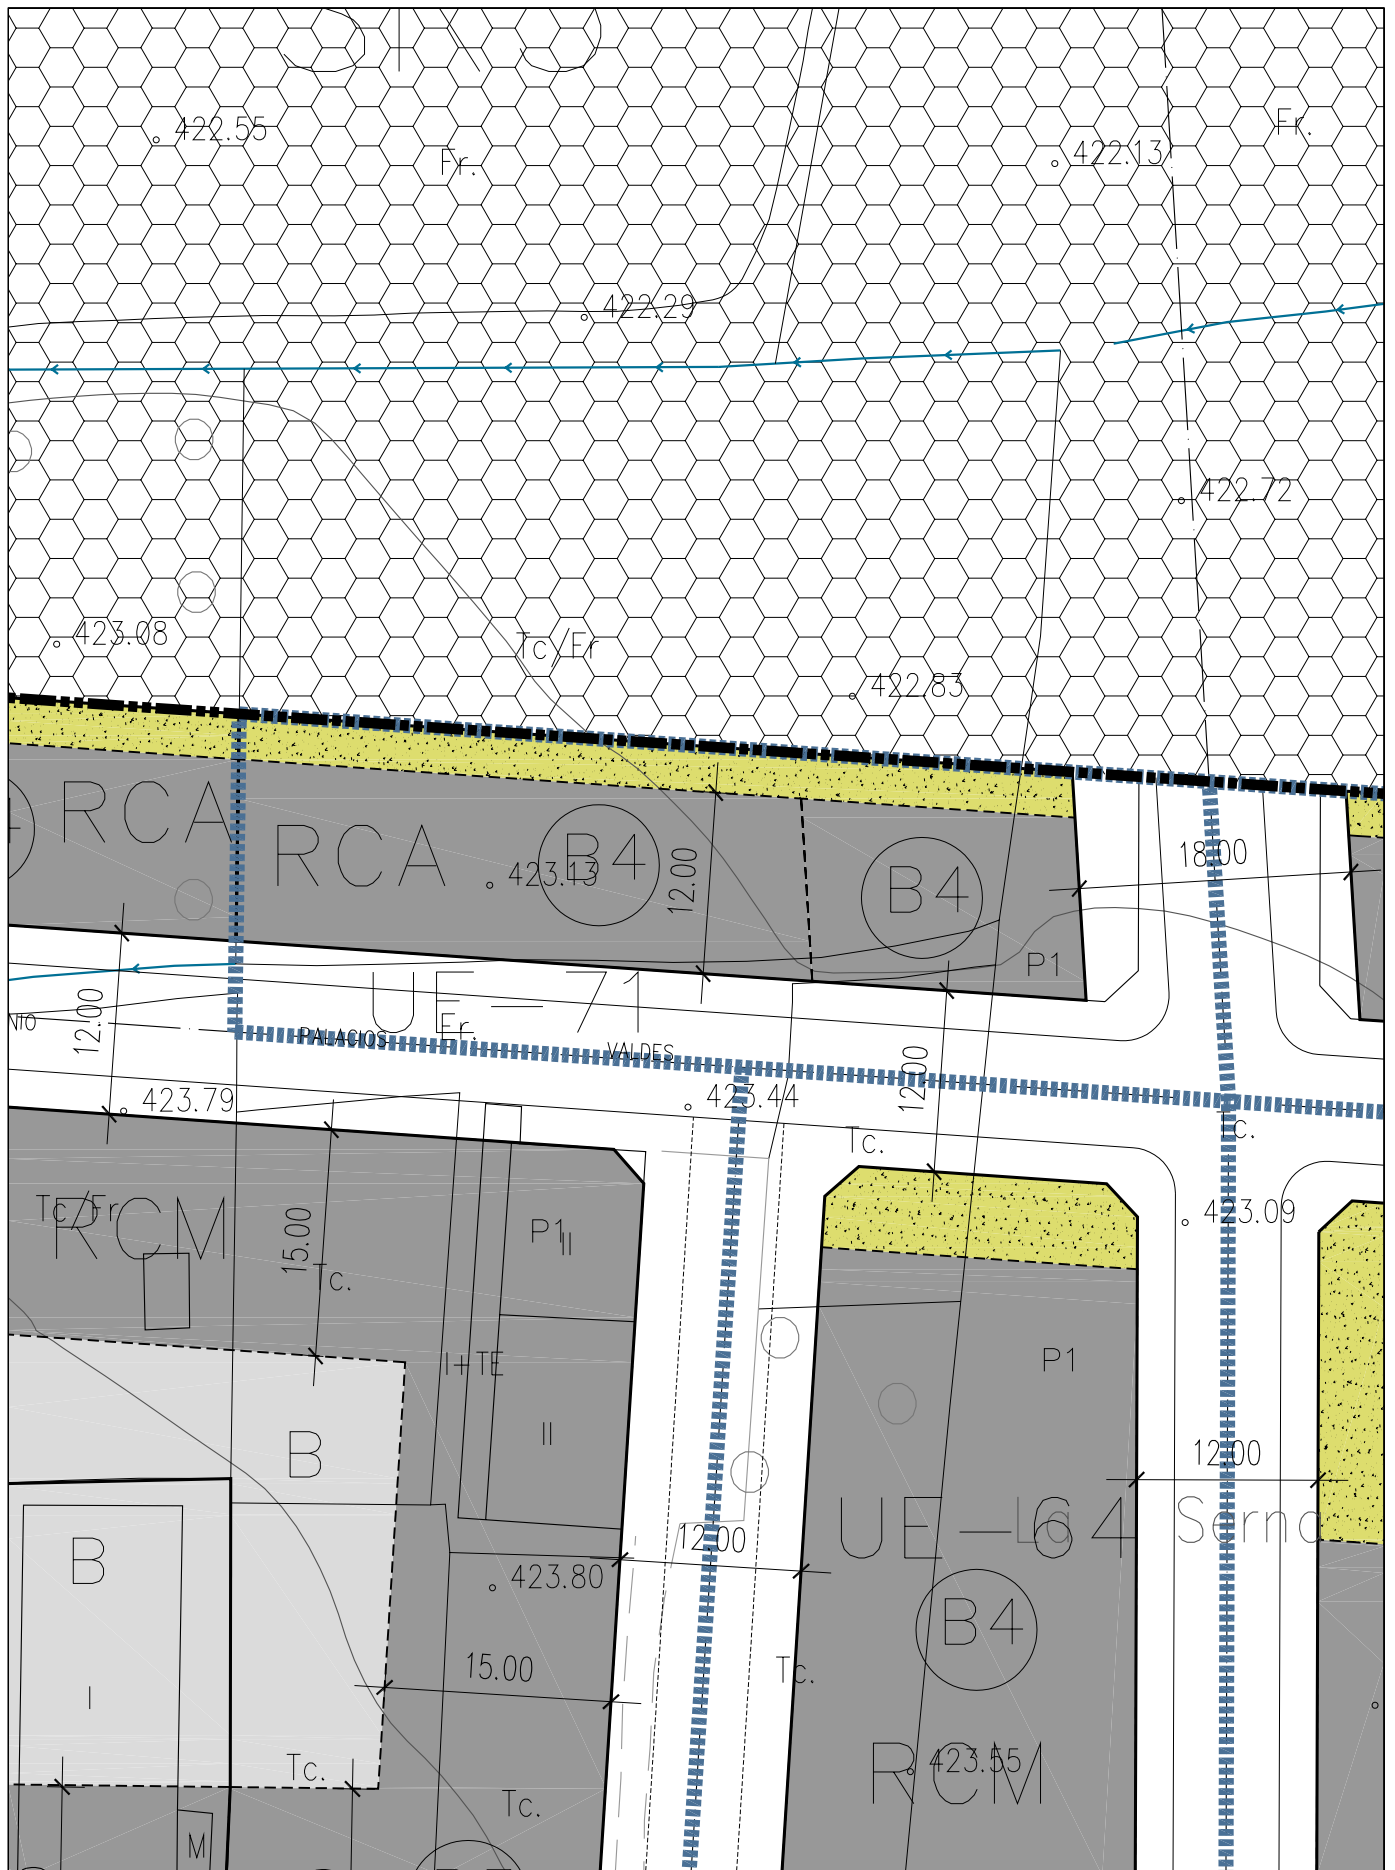 422.55
Fr.
422.13
Fr.
422.29
422.72
423.08
Tc/Fr
422.83
RCA
RCA
B4
423.13
12.00
B4
18.00
P1
UE-71
Fr.
12.00
PALACIOS
VALDES
12.00
423.79
423.44
Tc.
Tc.
Tc/Fr
RCM
15.00
Tc.
P1
II
423.09
I+TE
P1
B
II
12.00
UE-64
La Serna
B
12.00
423.80
B4
15.00
Tc.
I
Tc.
RCM
423.55
Tc.
M